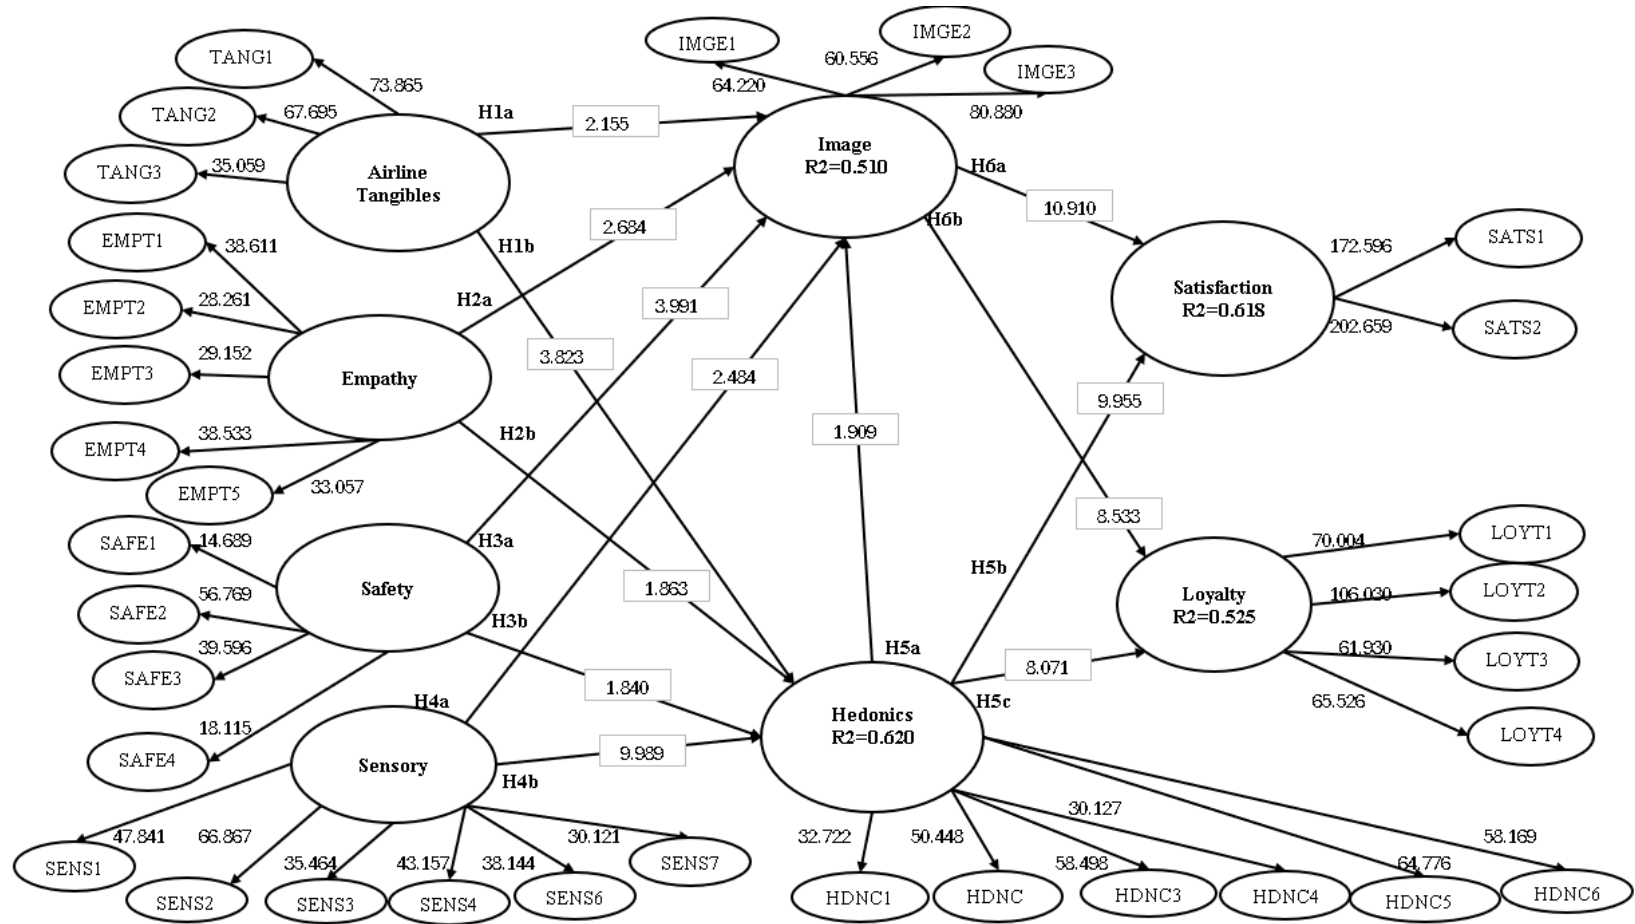 IMGE1
IMGE2
IMGE3
64.220
60.556
80.880
TANG1
TANG2
TANG3
73.865
67.695
35.059
Airline
Tangibles
H1a
2.155
H1b
3.823
Image
R2=0.510
H6a
10.910
H6b
8.533
EMPT1
EMPT2
EMPT3
EMPT4
EMPT5
38.611
28.261
29.152
38.533
33.057
Empathy
H2a
2.684
H2b
1.863
Satisfaction
R2=0.618
172.596
202.659
SATS1
SATS2
SAFE1
SAFE2
SAFE3
SAFE4
14.689
56.769
39.596
18.115
Safety
H3a
3.991
H3b
1.840
Loyalty
R2=0.525
70.004
106.030
61.930
65.526
LOYT1
LOYT2
LOYT3
LOYT4
Sensory
H4a
2.484
H4b
9.989
Hedonics
R2=0.620
H5a
1.909
H5b
9.955
H5c
8.071
47.841
66.867
35.464
43.157
38.144
30.121
SENS1
SENS2
SENS3
SENS4
SENS6
SENS7
32.722
50.448
58.498
30.127
64.776
58.169
HDNC1
HDNC
HDNC3
HDNC4
HDNC5
HDNC6